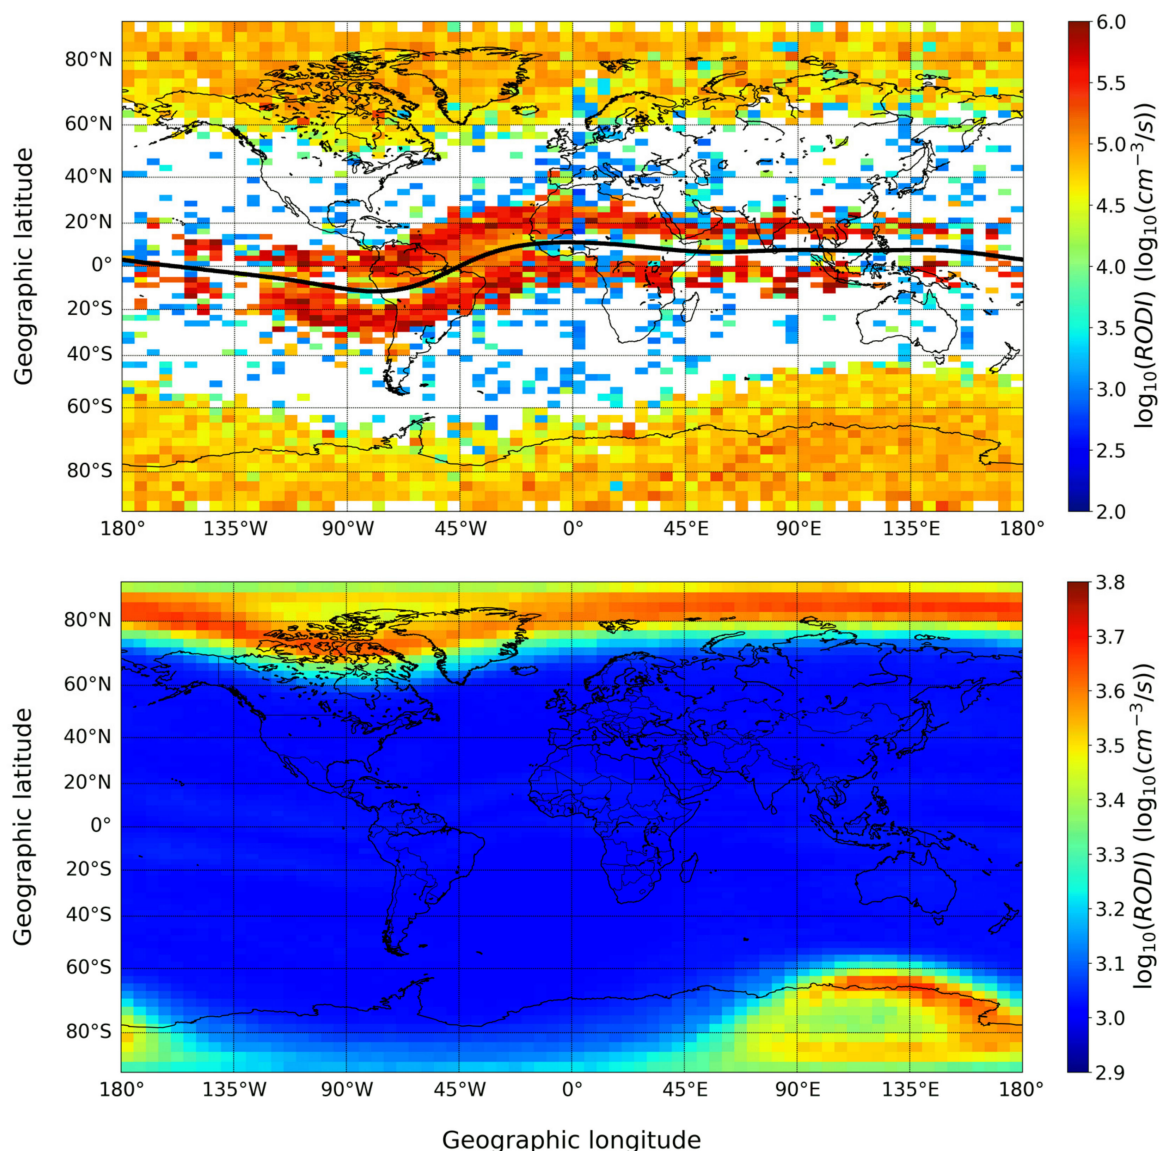 80°N
60°N
40°N
20°N
0°
20°S
40°S
60°S
80°S
Geographic latitude
180° 135°W 90°W 45°W 0° 45°E 90°E 135°E 180°
6.0
5.5
5.0
4.5
4.0
3.5
3.0
2.5
2.0
log₁₀(RODI) (log₁₀(cm⁻³/s))
80°N
60°N
40°N
20°N
0°
20°S
40°S
60°S
80°S
Geographic latitude
180° 135°W 90°W 45°W 0° 45°E 90°E 135°E 180°
3.8
3.7
3.6
3.5
3.4
3.3
3.2
3.1
3.0
2.9
log₁₀(RODI) (log₁₀(cm⁻³/s))
Geographic longitude